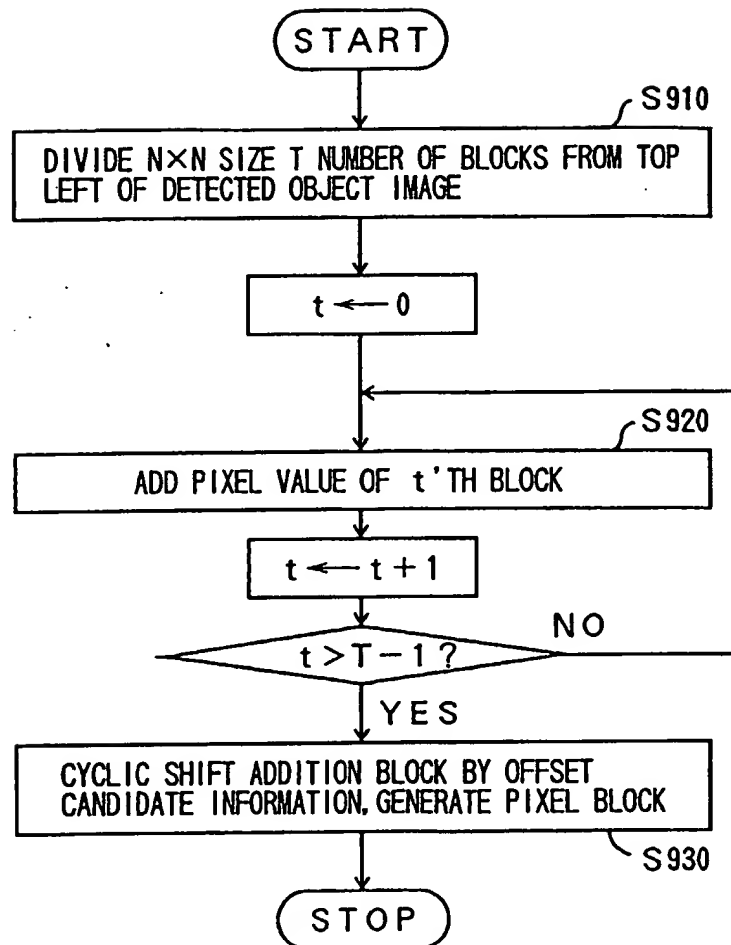 START
S910
DIVIDE N×N SIZE T NUMBER OF BLOCKS FROM TOP
LEFT OF DETECTED OBJECT IMAGE
t ← 0
S920
ADD PIXEL VALUE OF t'TH BLOCK
t ← t + 1
NO
t > T − 1 ?
YES
CYCLIC SHIFT ADDITION BLOCK BY OFFSET
CANDIDATE INFORMATION, GENERATE PIXEL BLOCK
S930
STOP